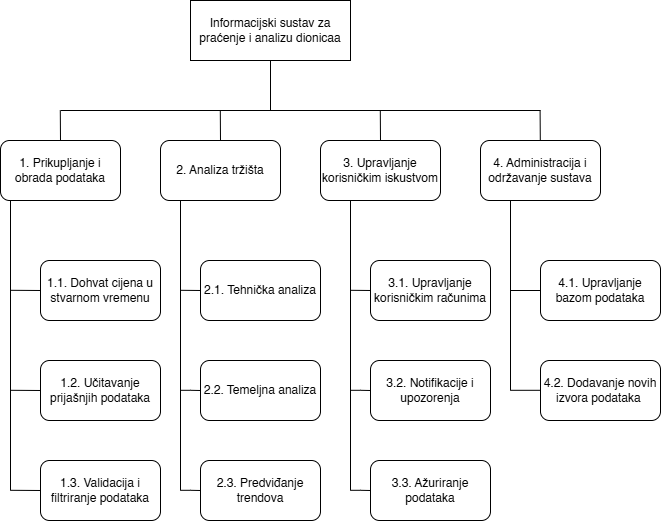 Informacijski sustav za
praćenje i analizu dionicaa
1. Prikupljanje i
obrada podataka
2. Analiza tržišta
3. Upravljanje
korisničkim iskustvom
4. Administracija i
održavanje sustava
1.1. Dohvat cijena u
stvarnom vremenu
2.1. Tehnička analiza
3.1. Upravljanje
korisničkim računima
4.1. Upravljanje
bazom podataka
1.2. Učitavanje
prijašnjih podataka
2.2. Temeljna analiza
3.2. Notifikacije i
upozorenja
4.2. Dodavanje novih
izvora podataka
1.3. Validacija i
filtriranje podataka
2.3. Predviđanje
trendova
3.3. Ažuriranje
podataka